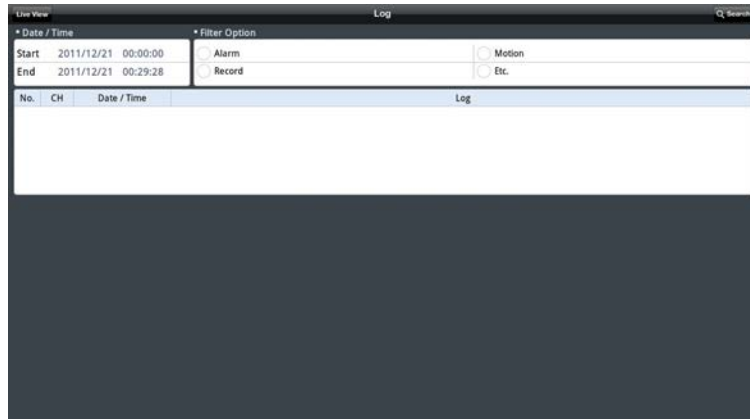 Live View Log Search
• Date / Time • Filter Option
Start 2011/12/21 00:00:00 Alarm Motion
End 2011/12/21 00:29:28 Record Etc.
No. CH Date / Time Log